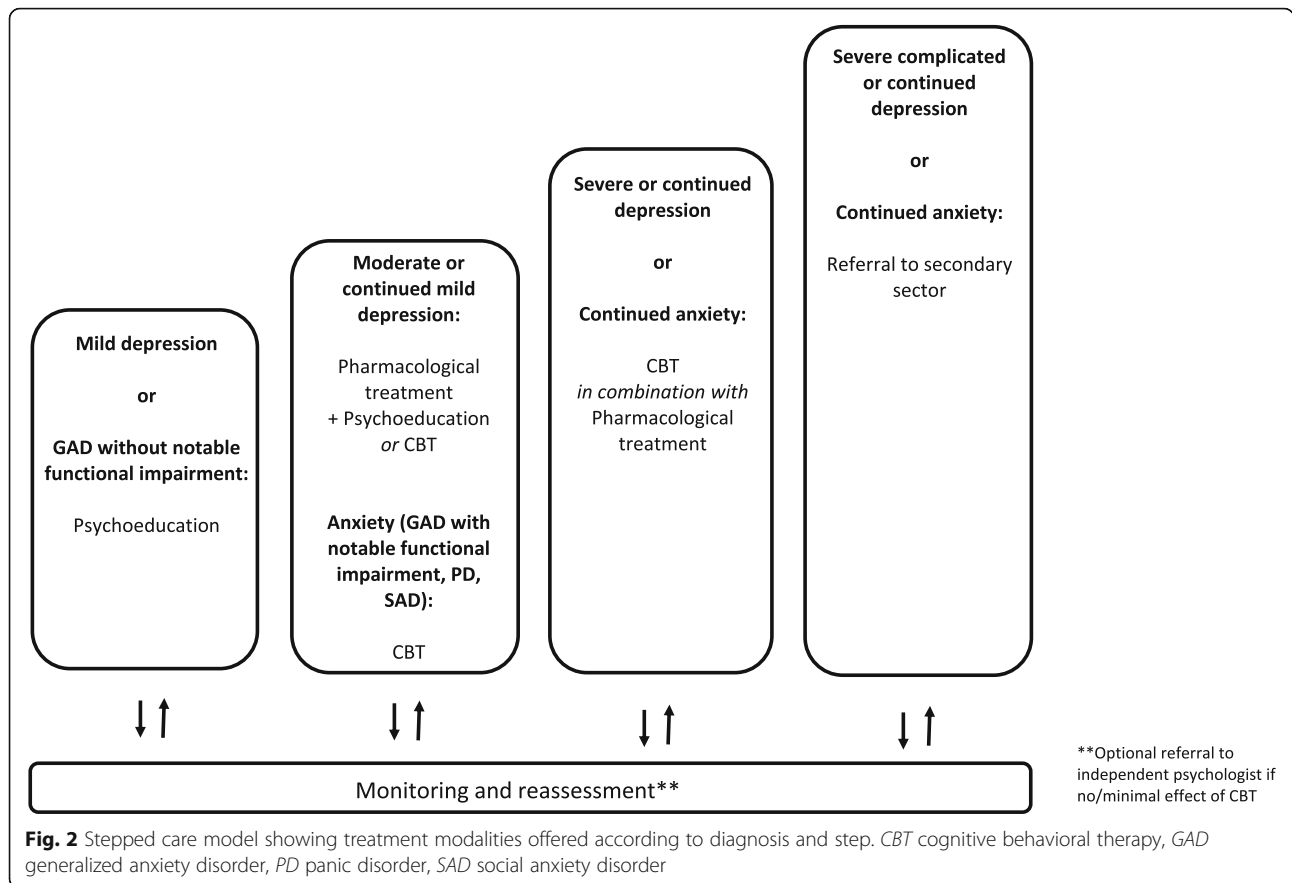 Mild depression
or
GAD without notable
functional impairment:
Psychoeducation
Moderate or
continued mild
depression:
Pharmacological
treatment
+ Psychoeducation
or CBT
Anxiety (GAD with
notable functional
impairment, PD,
SAD):
CBT
Severe or continued
depression
or
Continued anxiety:
CBT
in combination with
Pharmacological
treatment
Severe complicated
or continued
depression
or
Continued anxiety:
Referral to secondary
sector
Monitoring and reassessment**
**Optional referral to
independent psychologist if
no/minimal effect of CBT
Fig. 2 Stepped care model showing treatment modalities offered according to diagnosis and step. CBT cognitive behavioral therapy, GAD
generalized anxiety disorder, PD panic disorder, SAD social anxiety disorder